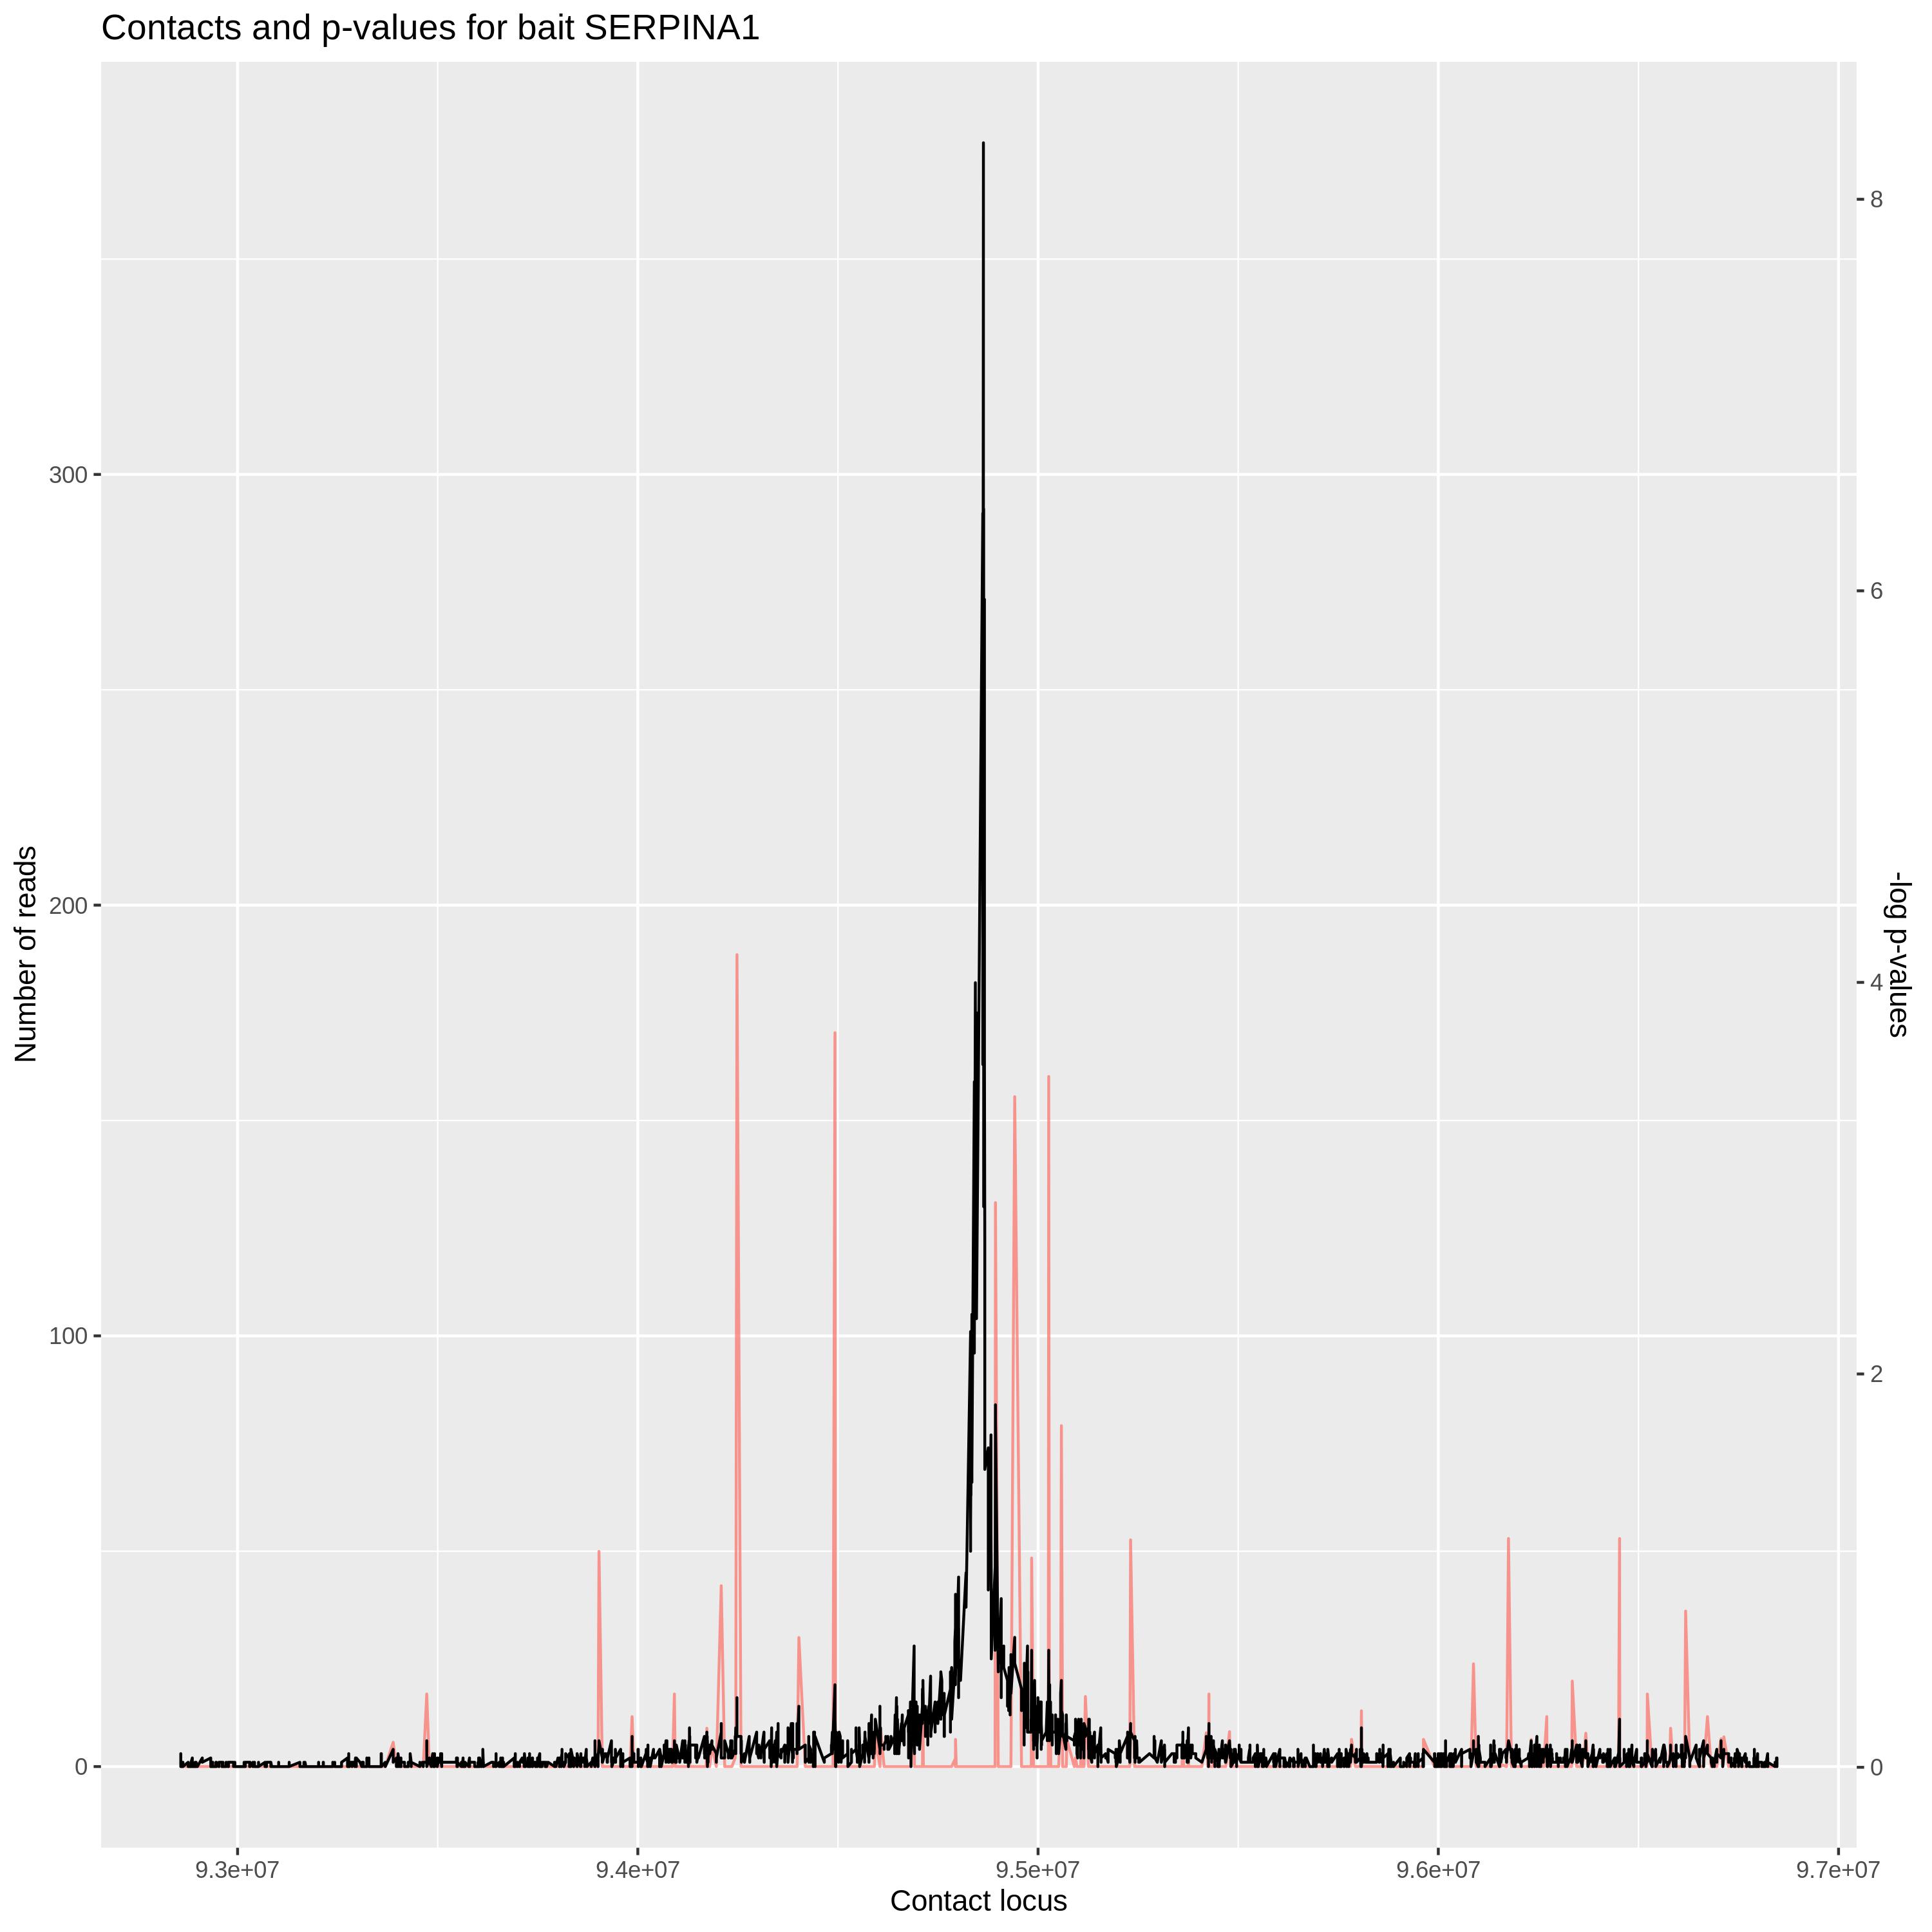 Contacts and p-values for bait SERPINA1
Number of reads
300
200
100
0
8
6
4
2
0
-log p-values
9.3e+07 9.4e+07 9.5e+07 9.6e+07 9.7e+07
Contact locus